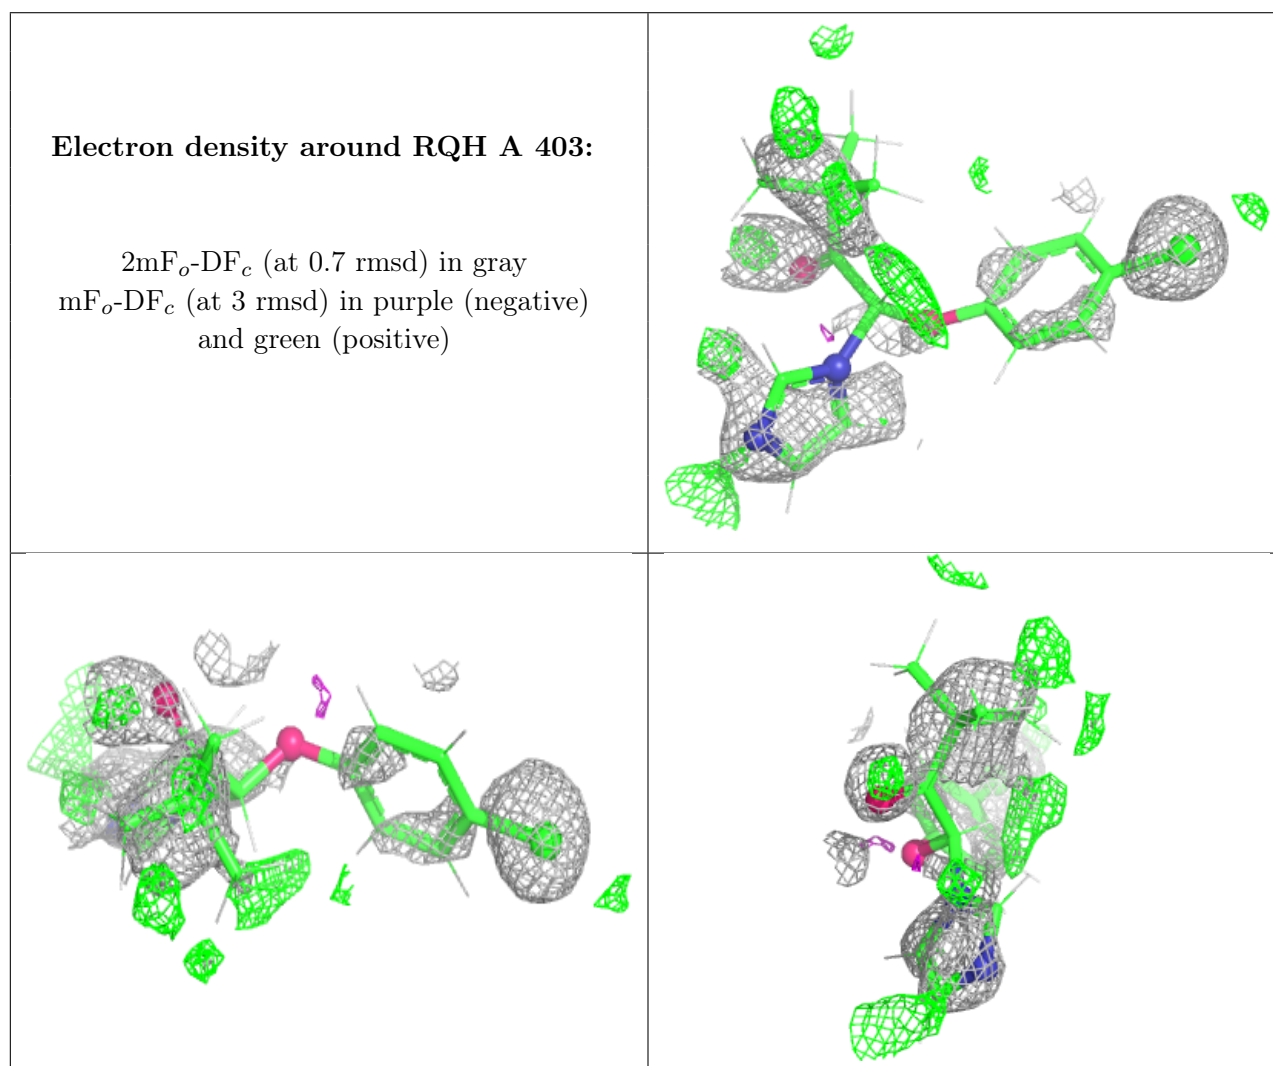 Electron density around RQH A 403:
2mFo-DFc (at 0.7 rmsd) in gray
mFo-DFc (at 3 rmsd) in purple (negative)
and green (positive)